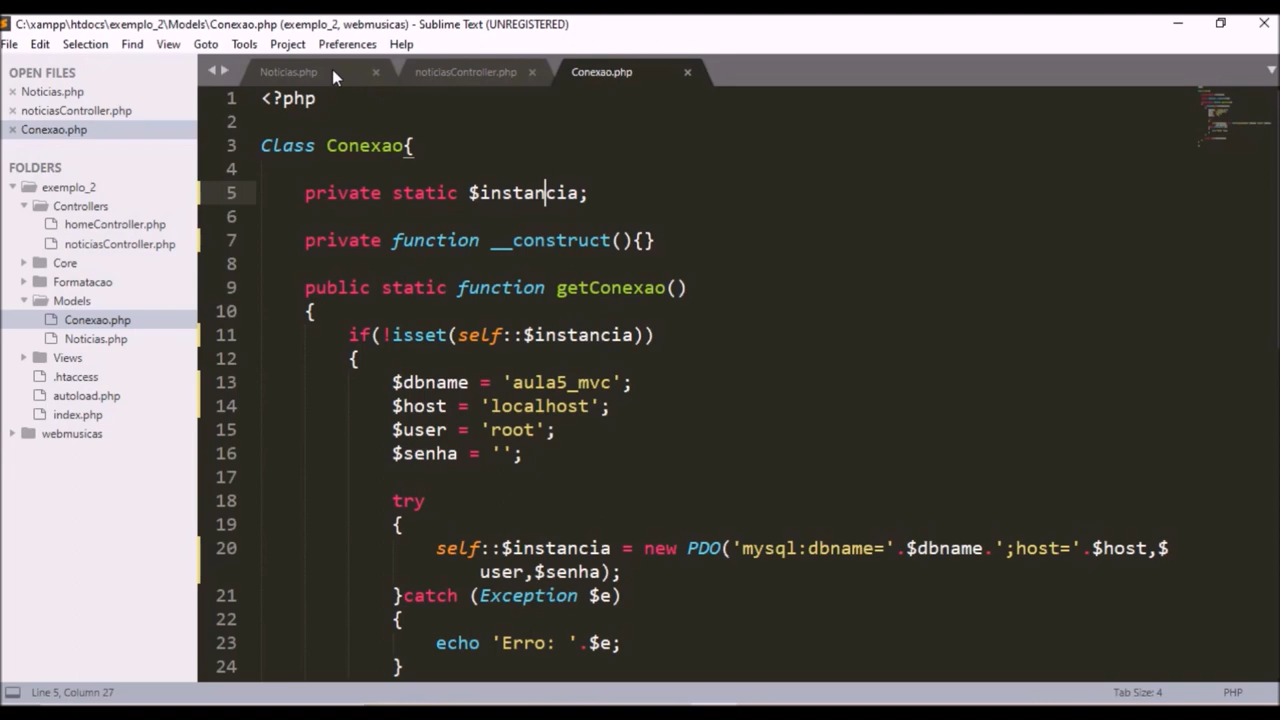 C:\xampp\htdocs\exemplo_2\Models\Conexao.php (exemplo_2, webmusicas) - Sublime Text (UNREGISTERED)
File Edit Selection Find View Goto Tools Project Preferences Help
OPEN FILES
Noticias.php
noticiasController.php
Conexao.php
FOLDERS
exemplo_2
Controllers
homeController.php
noticiasController.php
Core
Formatacao
Models
Conexao.php
Noticias.php
Views
.htaccess
autoload.php
index.php
webmusicas
Noticias.php noticiasController.php Conexao.php
1 <?php
2
3 Class Conexao{
4
5 private static $instancia;
6
7 private function __construct(){}
8
9 public static function getConexao()
10 {
11 if(!isset(self::$instancia))
12 {
13 $dbname = 'aula5_mvc';
14 $host = 'localhost';
15 $user = 'root';
16 $senha = '';
17
18 try
19 {
20 self::$instancia = new PDO('mysql:dbname='.$dbname.';host='.$host,$
user,$senha);
21 }catch (Exception $e)
22 {
23 echo 'Erro: '.$e;
24 }
Line 5, Column 27
Tab Size: 4
PHP